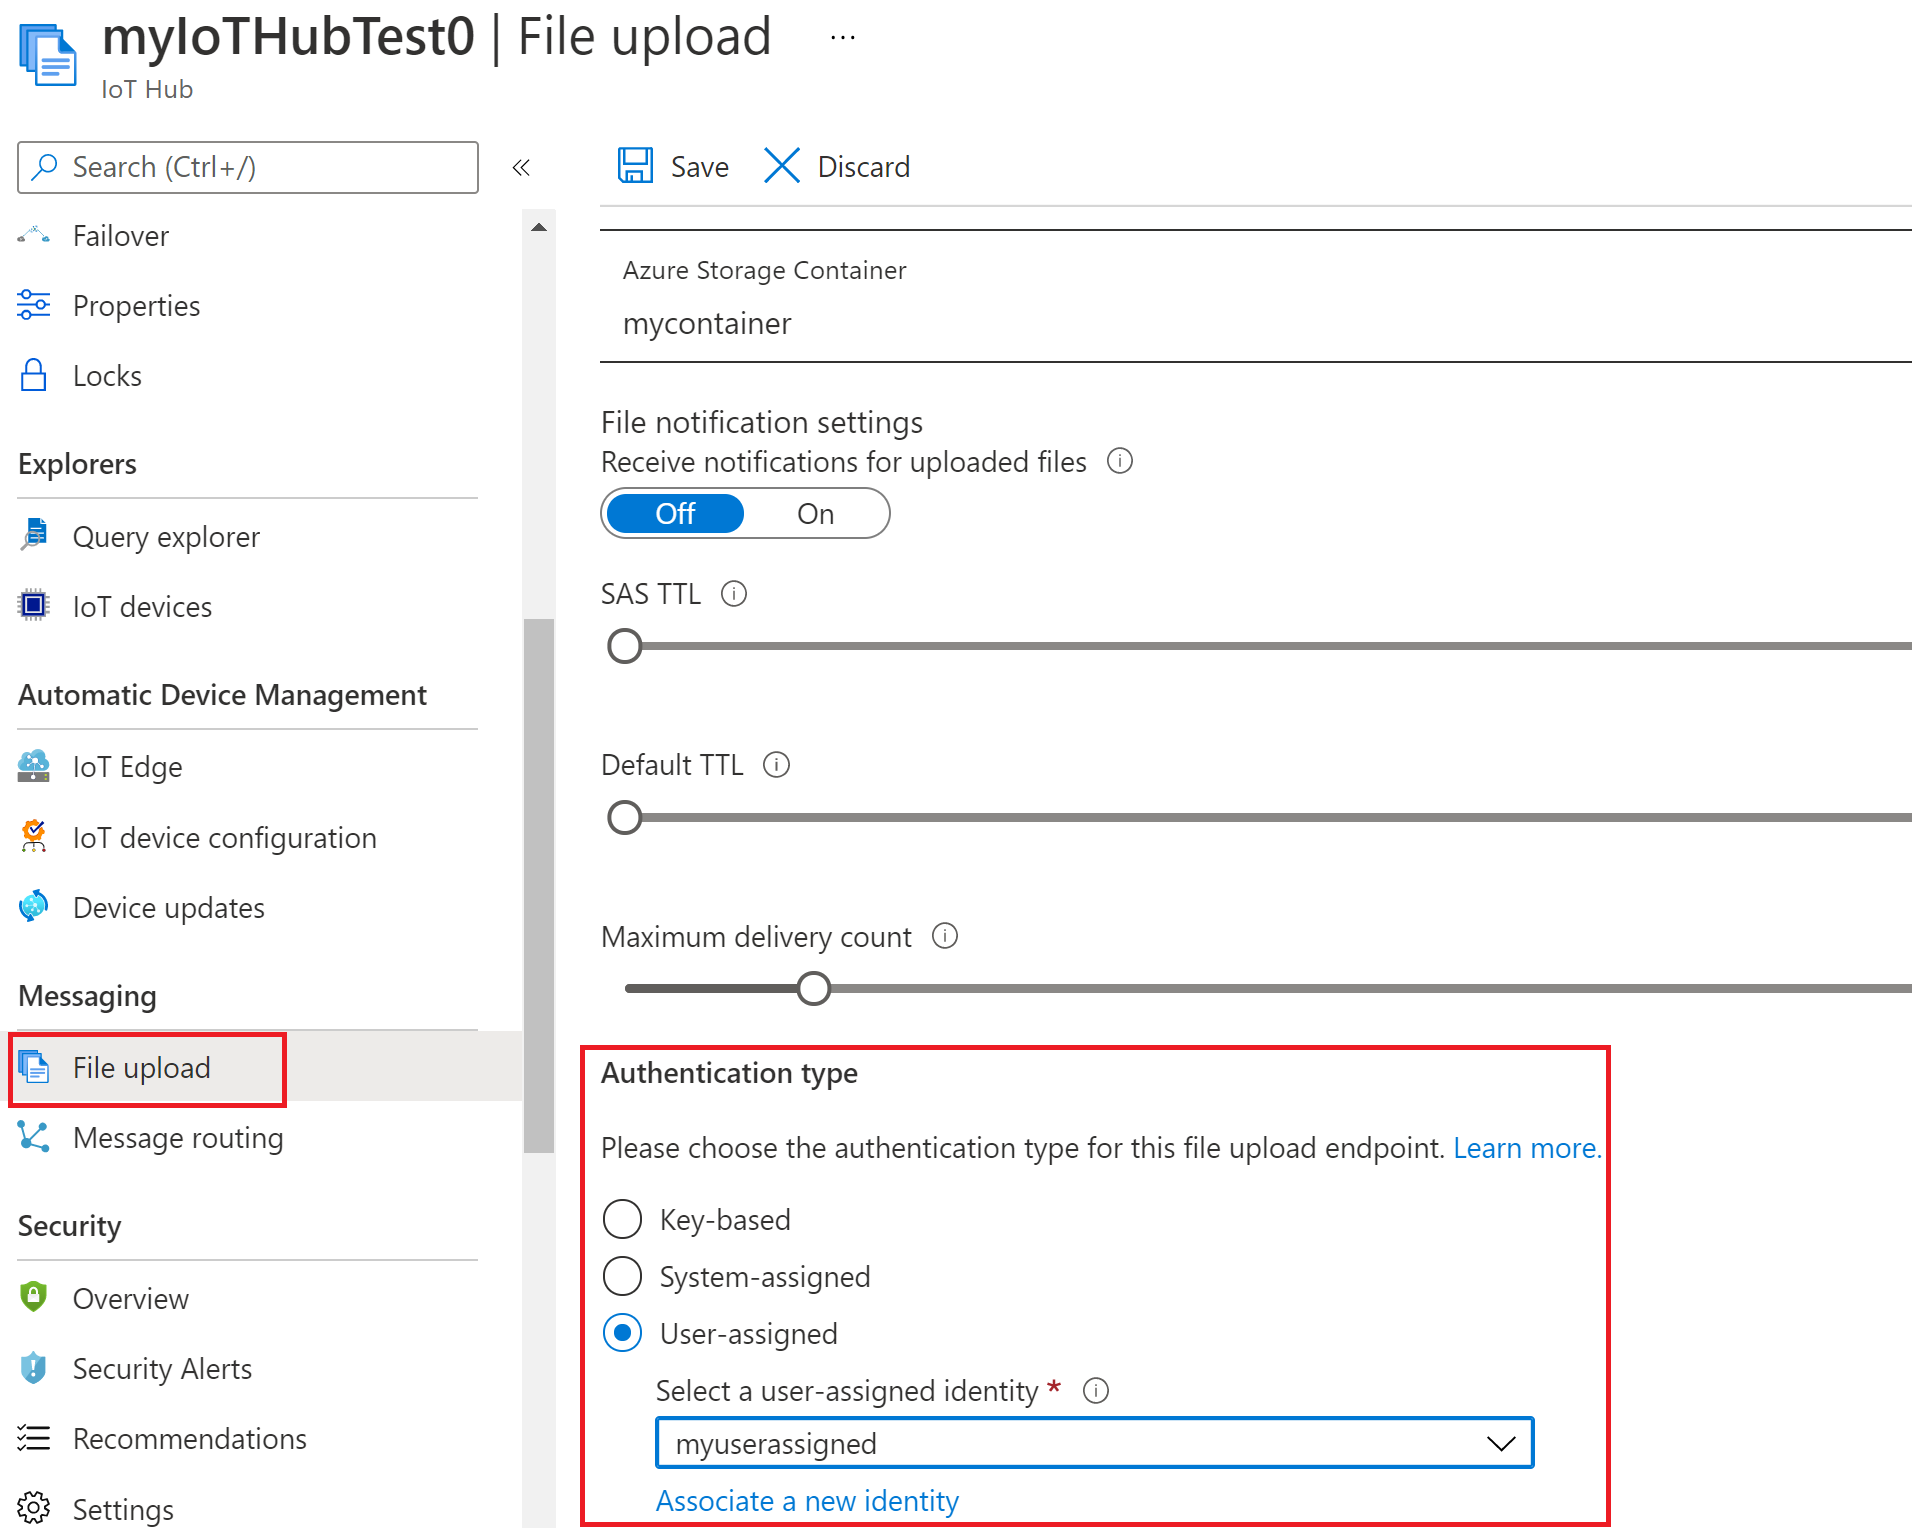 myIoTHubTest0 | File upload ...
IoT Hub
Search (Ctrl+/)
«
Failover
Properties
Locks
Explorers
Query explorer
IoT devices
Automatic Device Management
IoT Edge
IoT device configuration
Device updates
Messaging
File upload
Message routing
Security
Overview
Security Alerts
Recommendations
Settings
Save Discard
Azure Storage Container
mycontainer
File notification settings
Receive notifications for uploaded files
Off On
SAS TTL
Default TTL
Maximum delivery count
Authentication type
Please choose the authentication type for this file upload endpoint. Learn more.
Key-based
System-assigned
User-assigned
Select a user-assigned identity *
myuserassigned
Associate a new identity